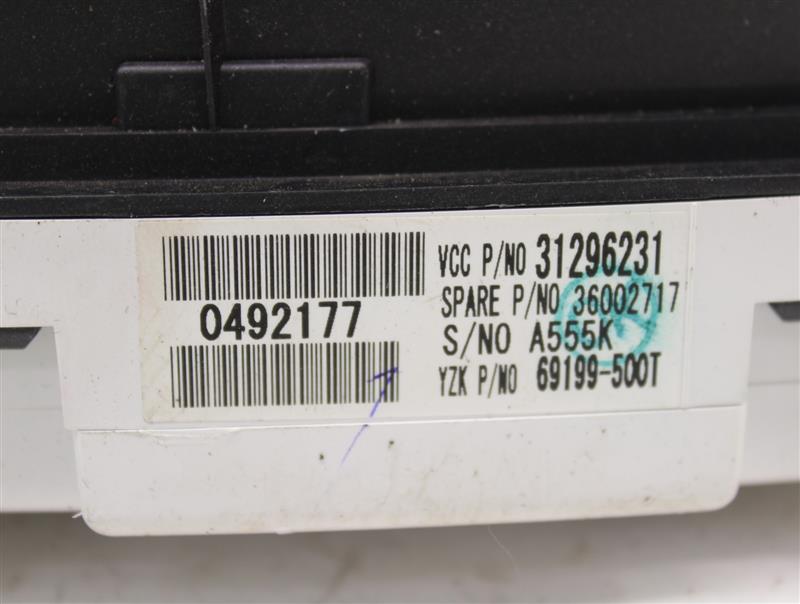 0492177
VCC P/NO 31296231
SPARE P/NO 36002717
S/NO A555K
YZK P/NO 69199-500T